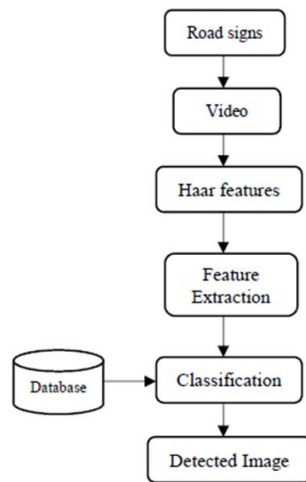 Road signs
Video
Haar features
Feature
Extraction
Database
Classification
Detected Image